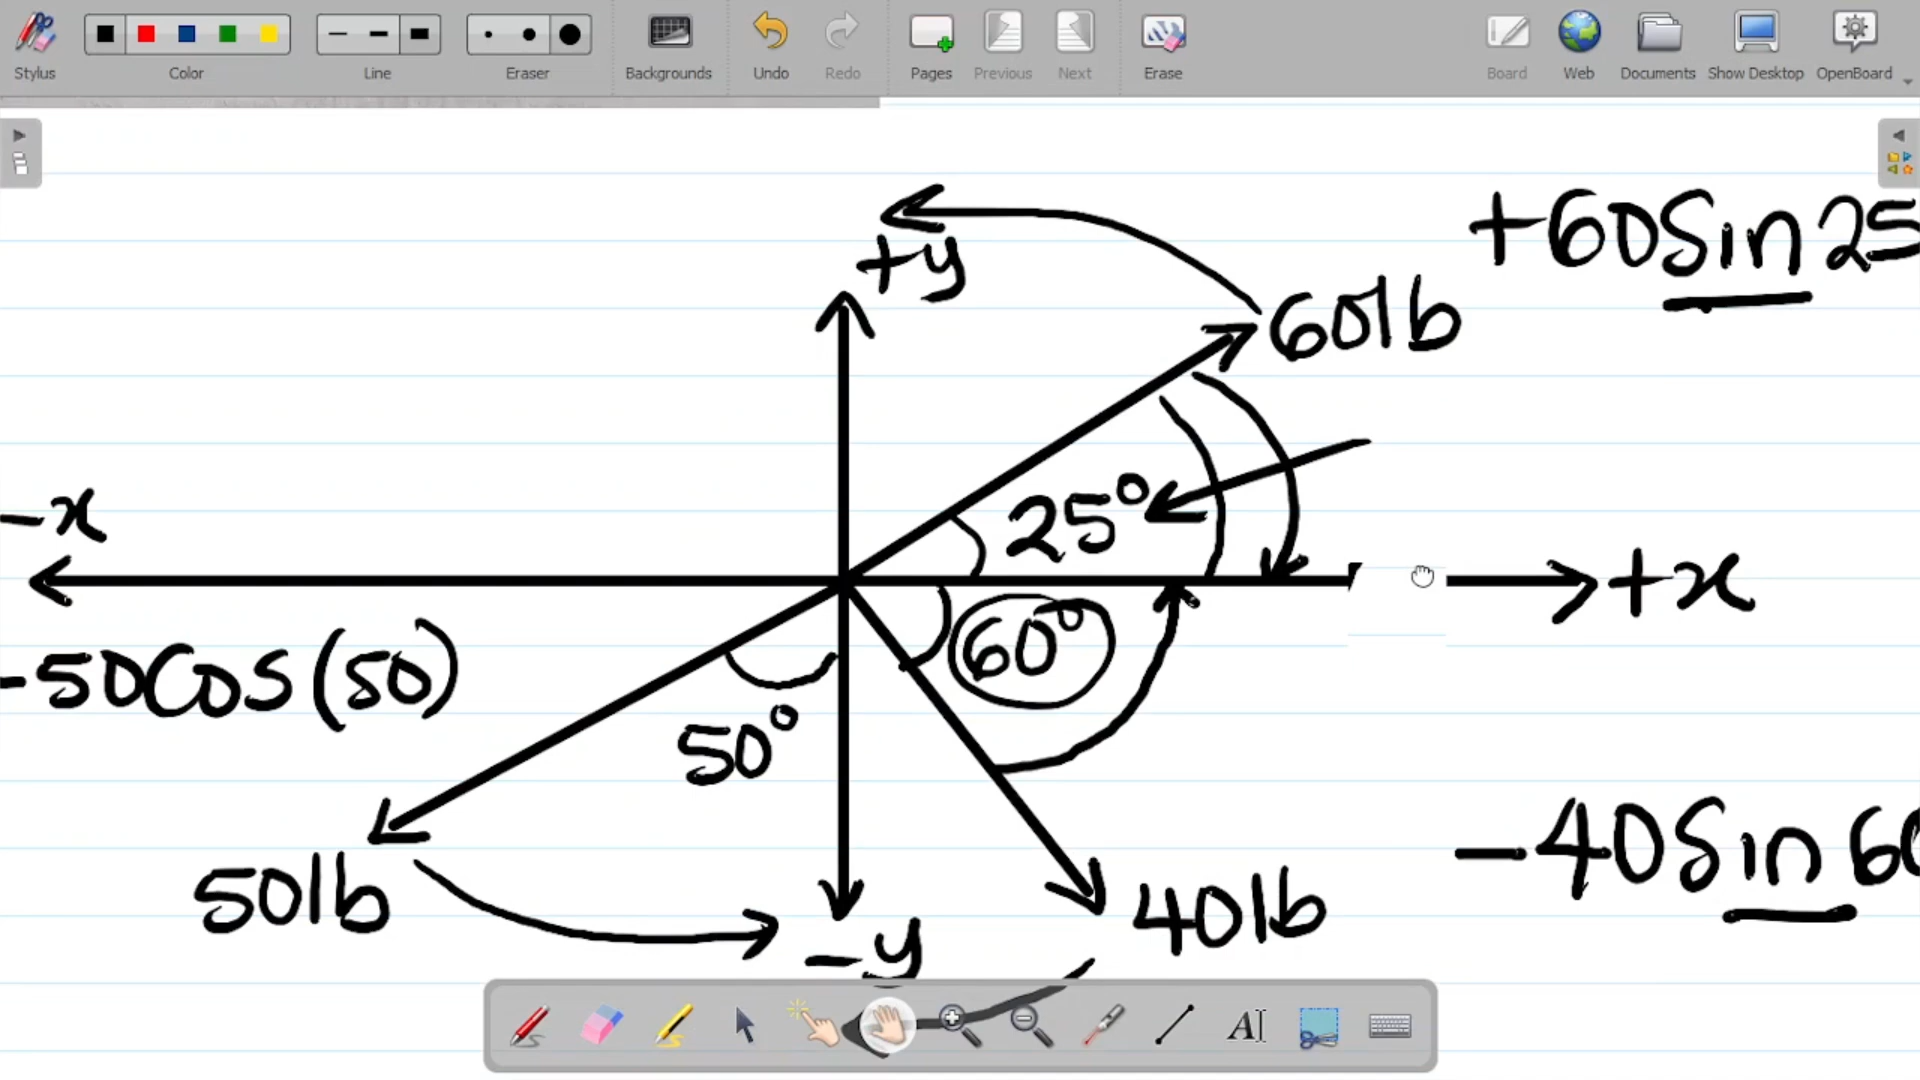 Stylus Color Line Eraser Backgrounds Undo Redo Pages Previous Next Erase Board Web Documents Show Desktop OpenBoard
+60Sin25
+y
60lb
25°
-x
+x
60°
-50Cos(50)
50°
-40Sin60
50lb
40lb
-y